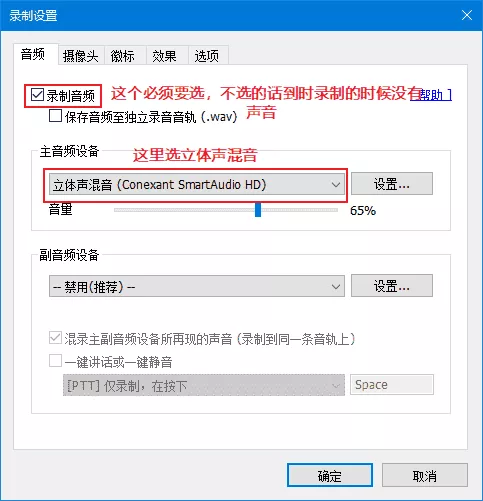 录制设置
音频 摄像头 徽标 效果 选项
录制音频 这个必须要选，不选的话到时录制的时候没有声音 [帮助]
保存音频至独立录音音轨 (.wav)
主音频设备 这里选立体声混音
立体声混音 (Conexant SmartAudio HD) 设置...
音量 65%
副音频设备
-- 禁用(推荐) -- 设置...
混录主副音频设备所再现的声音 (录制到同一条音轨上)
一键讲话或一键静音
[PTT] 仅录制，在按下 Space
确定 取消